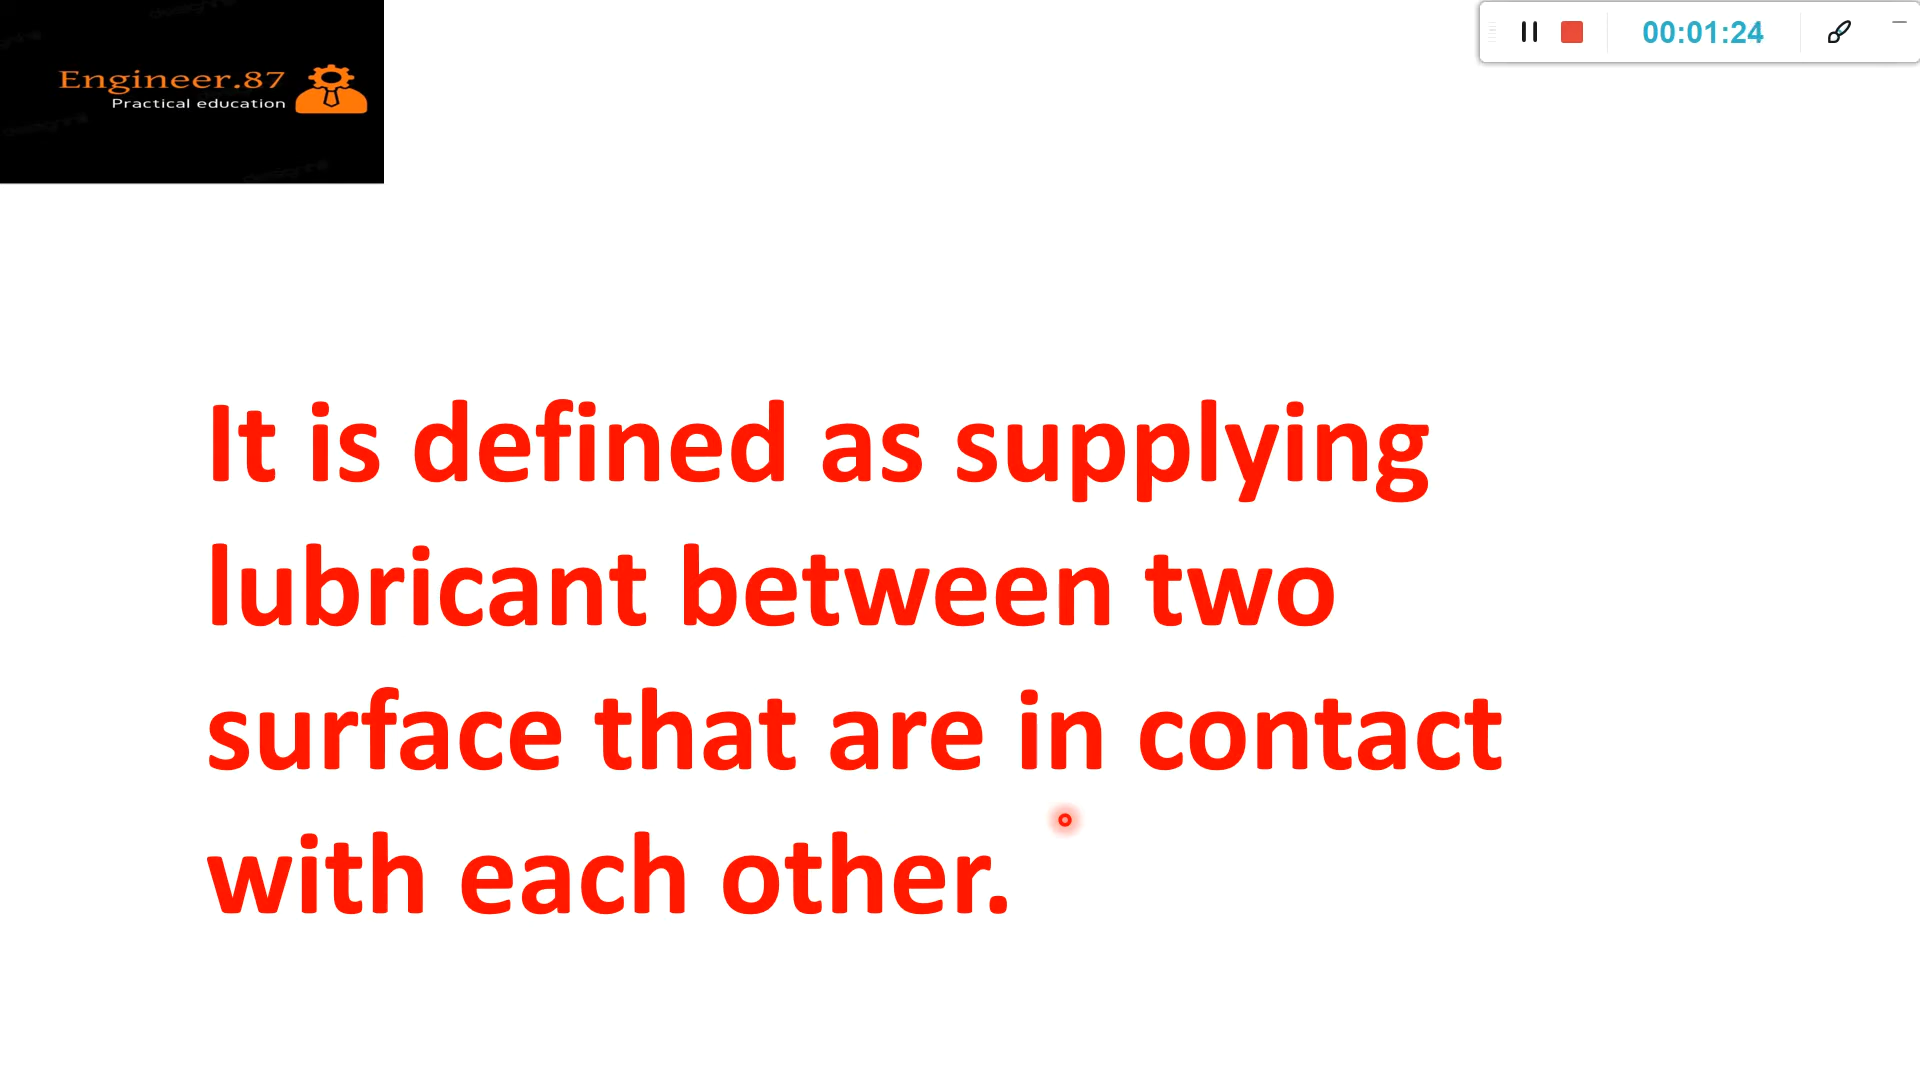 Engineer.87
Practical education
00:01:24
It is defined as supplying
lubricant between two
surface that are in contact
with each other.